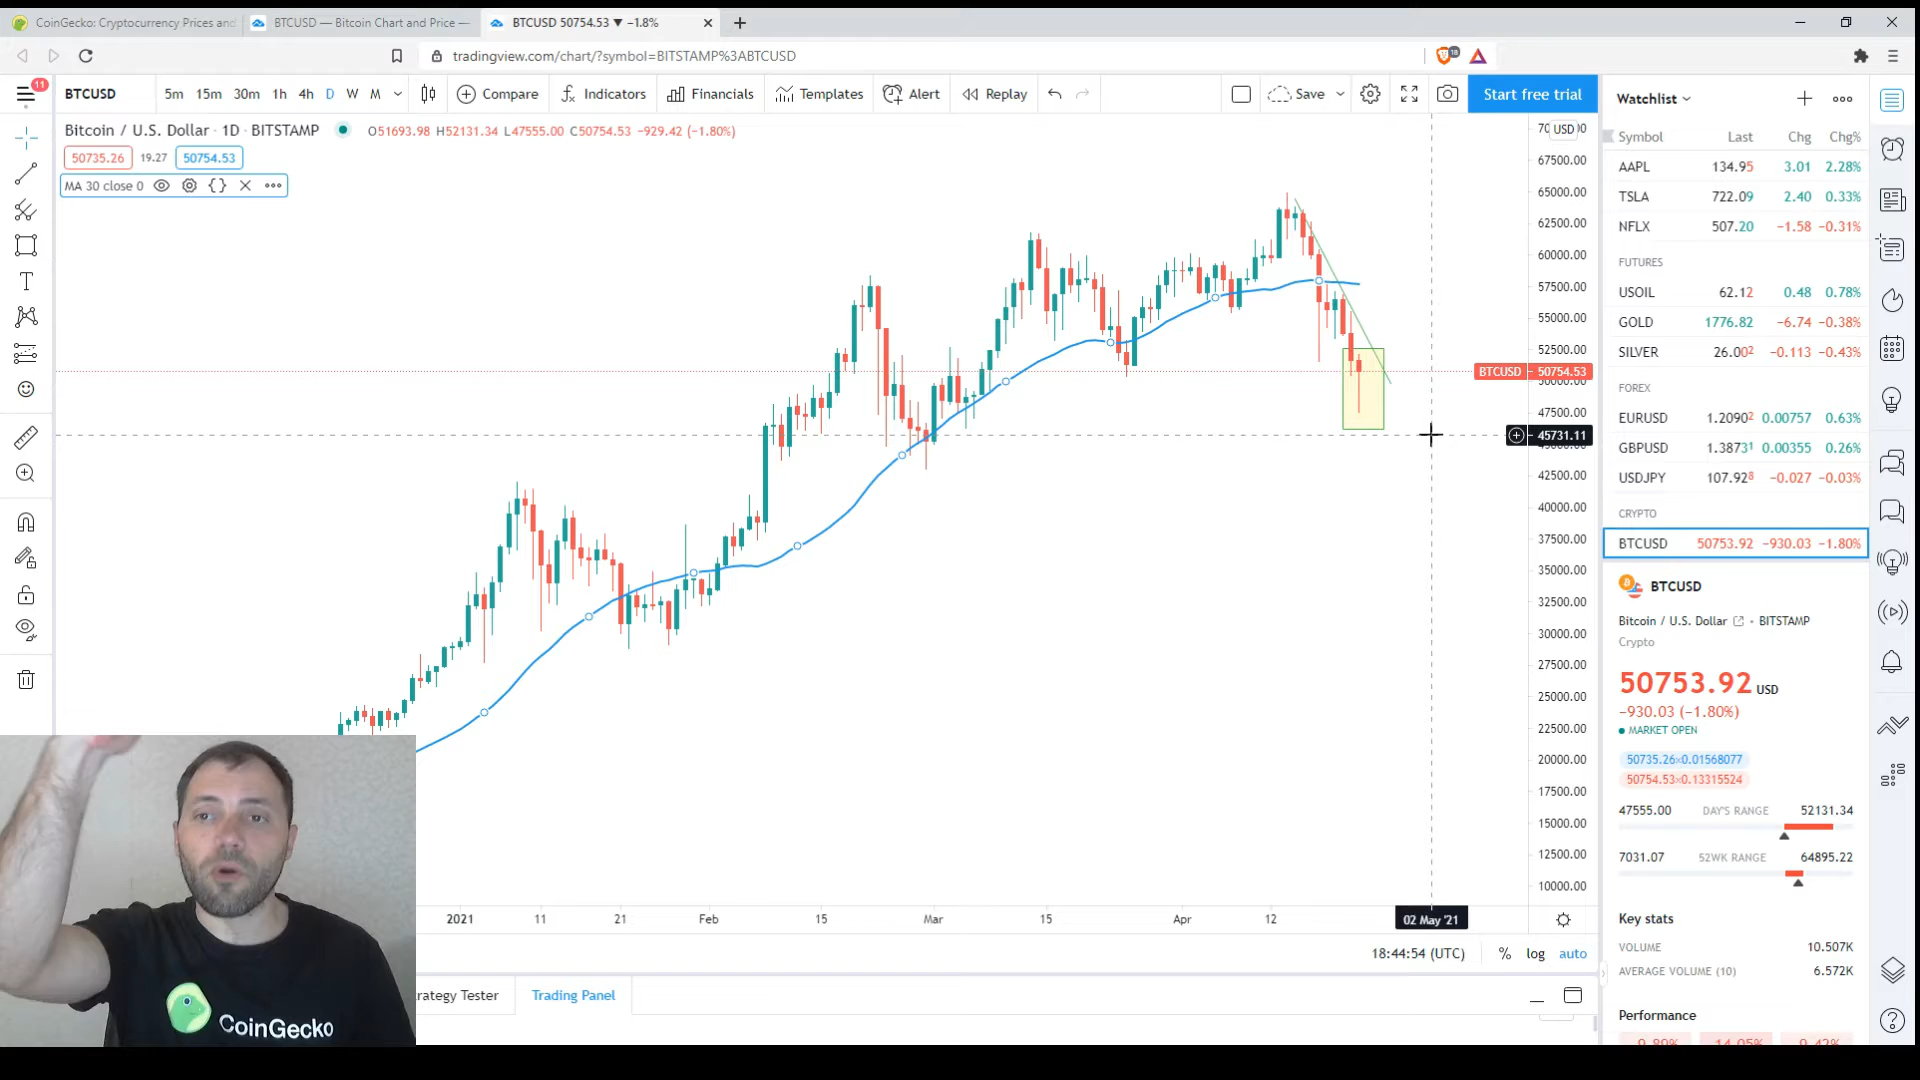 CoinGecko: Cryptocurrency Prices and
BTCUSD — Bitcoin Chart and Price —
BTCUSD 50754.53 ▼ −1.8%
tradingview.com/chart/?symbol=BITSTAMP%3ABTCUSD
18
11
BTCUSD
5m 15m 30m 1h 4h D W M
Compare
Indicators
Financials
Templates
Alert
Replay
Save
Start free trial
Bitcoin / U.S. Dollar · 1D · BITSTAMP
O51693.98 H52131.34 L47555.00 C50754.53 −929.42 (−1.80%)
50735.26 19.27 50754.53
MA 30 close 0
USD
67500.00
65000.00
62500.00
60000.00
57500.00
55000.00
52500.00
BTCUSD 50754.53
50000.00
47500.00
45731.11
42500.00
40000.00
37500.00
35000.00
32500.00
30000.00
27500.00
25000.00
22500.00
20000.00
17500.00
15000.00
12500.00
10000.00
2021 11 21 Feb 15 Mar 15 Apr 12 02 May '21
18:44:54 (UTC) % log auto
rategy Tester
Trading Panel
CoinGecko
Watchlist
Symbol Last Chg Chg%
AAPL 134.95 3.01 2.28%
TSLA 722.09 2.40 0.33%
NFLX 507.20 −1.58 −0.31%
FUTURES
USOIL 62.12 0.48 0.78%
GOLD 1776.82 −6.74 −0.38%
SILVER 26.002 −0.113 −0.43%
FOREX
EURUSD 1.20902 0.00757 0.63%
GBPUSD 1.38731 0.00355 0.26%
USDJPY 107.928 −0.027 −0.03%
CRYPTO
BTCUSD 50753.92 −930.03 −1.80%
BTCUSD
Bitcoin / U.S. Dollar • BITSTAMP
Crypto
50753.92 USD
−930.03 (−1.80%)
MARKET OPEN
50735.26×0.01568077
50754.53×0.13315524
47555.00 DAY'S RANGE 52131.34
7031.07 52WK RANGE 64895.22
Key stats
VOLUME 10.507K
AVERAGE VOLUME (10) 6.572K
Performance